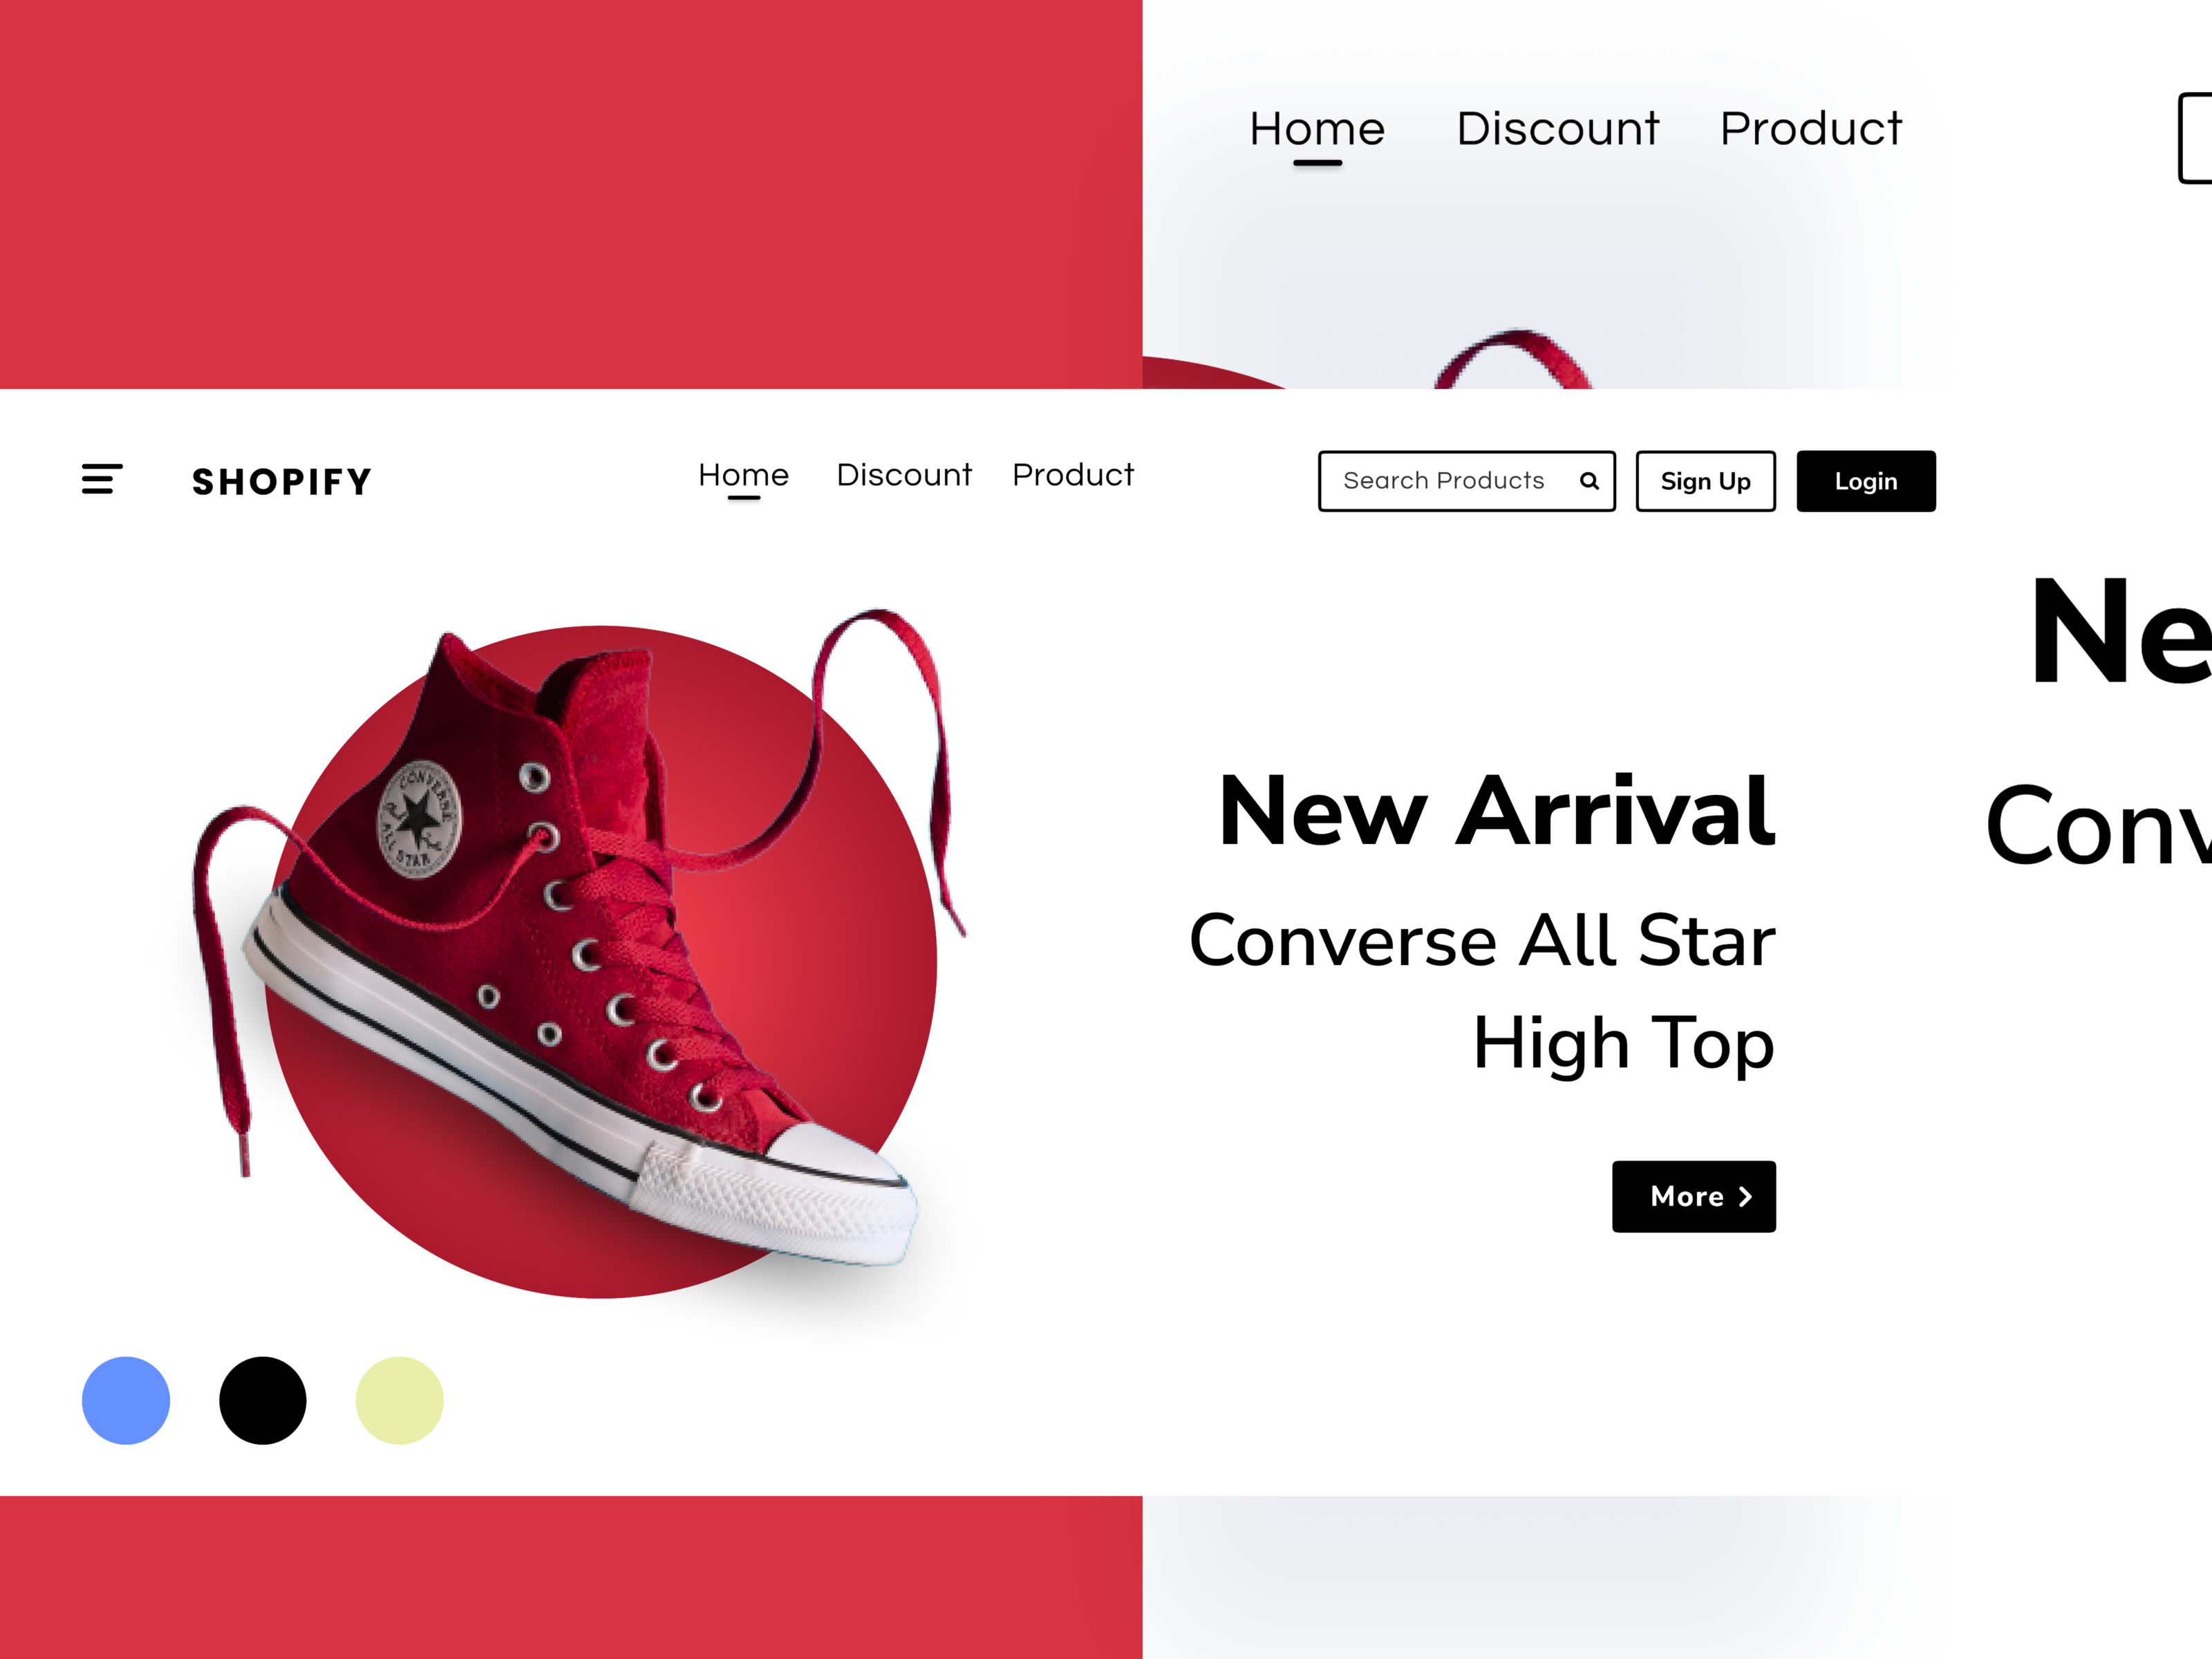 Home Discount Product
SHOPIFY
Home Discount Product
Search Products
Sign Up
Login
CONVERSE
ALL STAR
New Arrival
Converse All Star
High Top
More
Ne
Conv